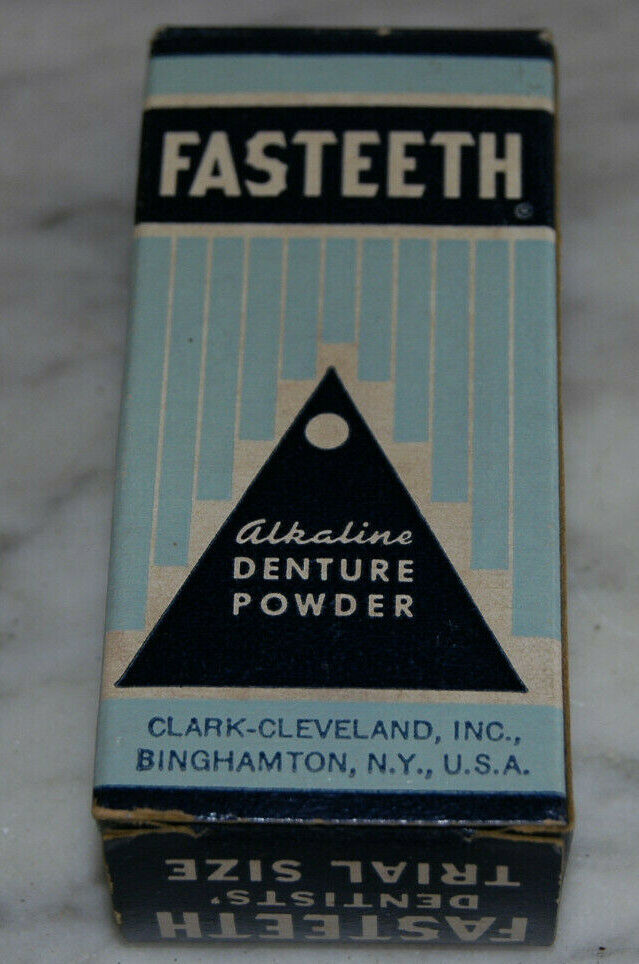 FASTEETH®
Alkaline
DENTURE
POWDER
CLARK-CLEVELAND, INC.,
BINGHAMTON, N.Y., U.S.A.
FASTEETH
DENTISTS'
TRIAL SIZE